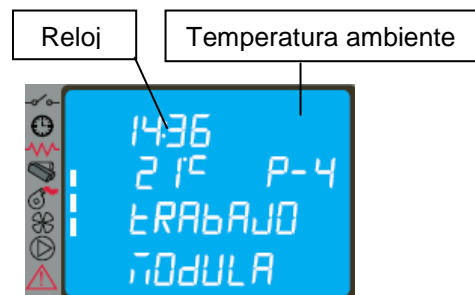 Reloj
Temperatura ambiente
14:36
21°C P-4
tRAbAJO
MOdULA